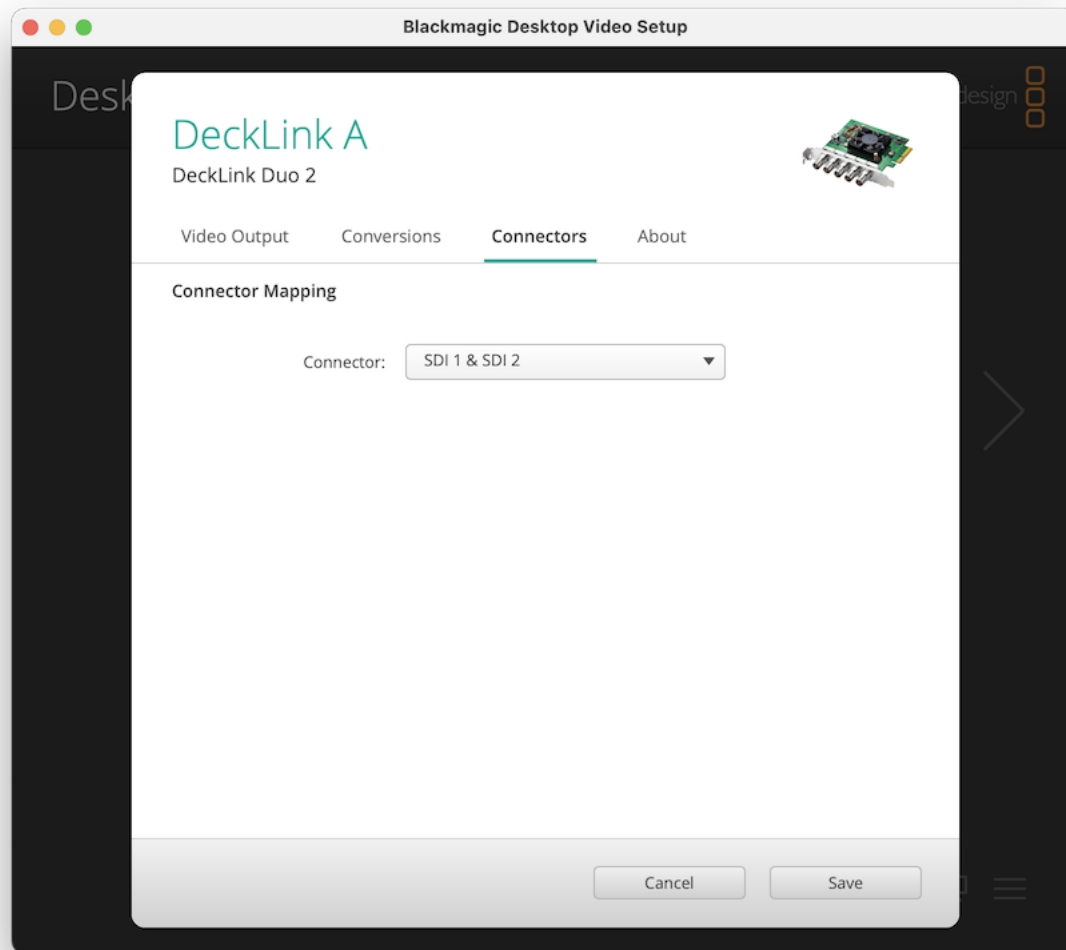 Blackmagic Desktop Video Setup
Desk
design
DeckLink A
DeckLink Duo 2
Video Output Conversions Connectors About
Connector Mapping
Connector: SDI 1 & SDI 2
Cancel Save